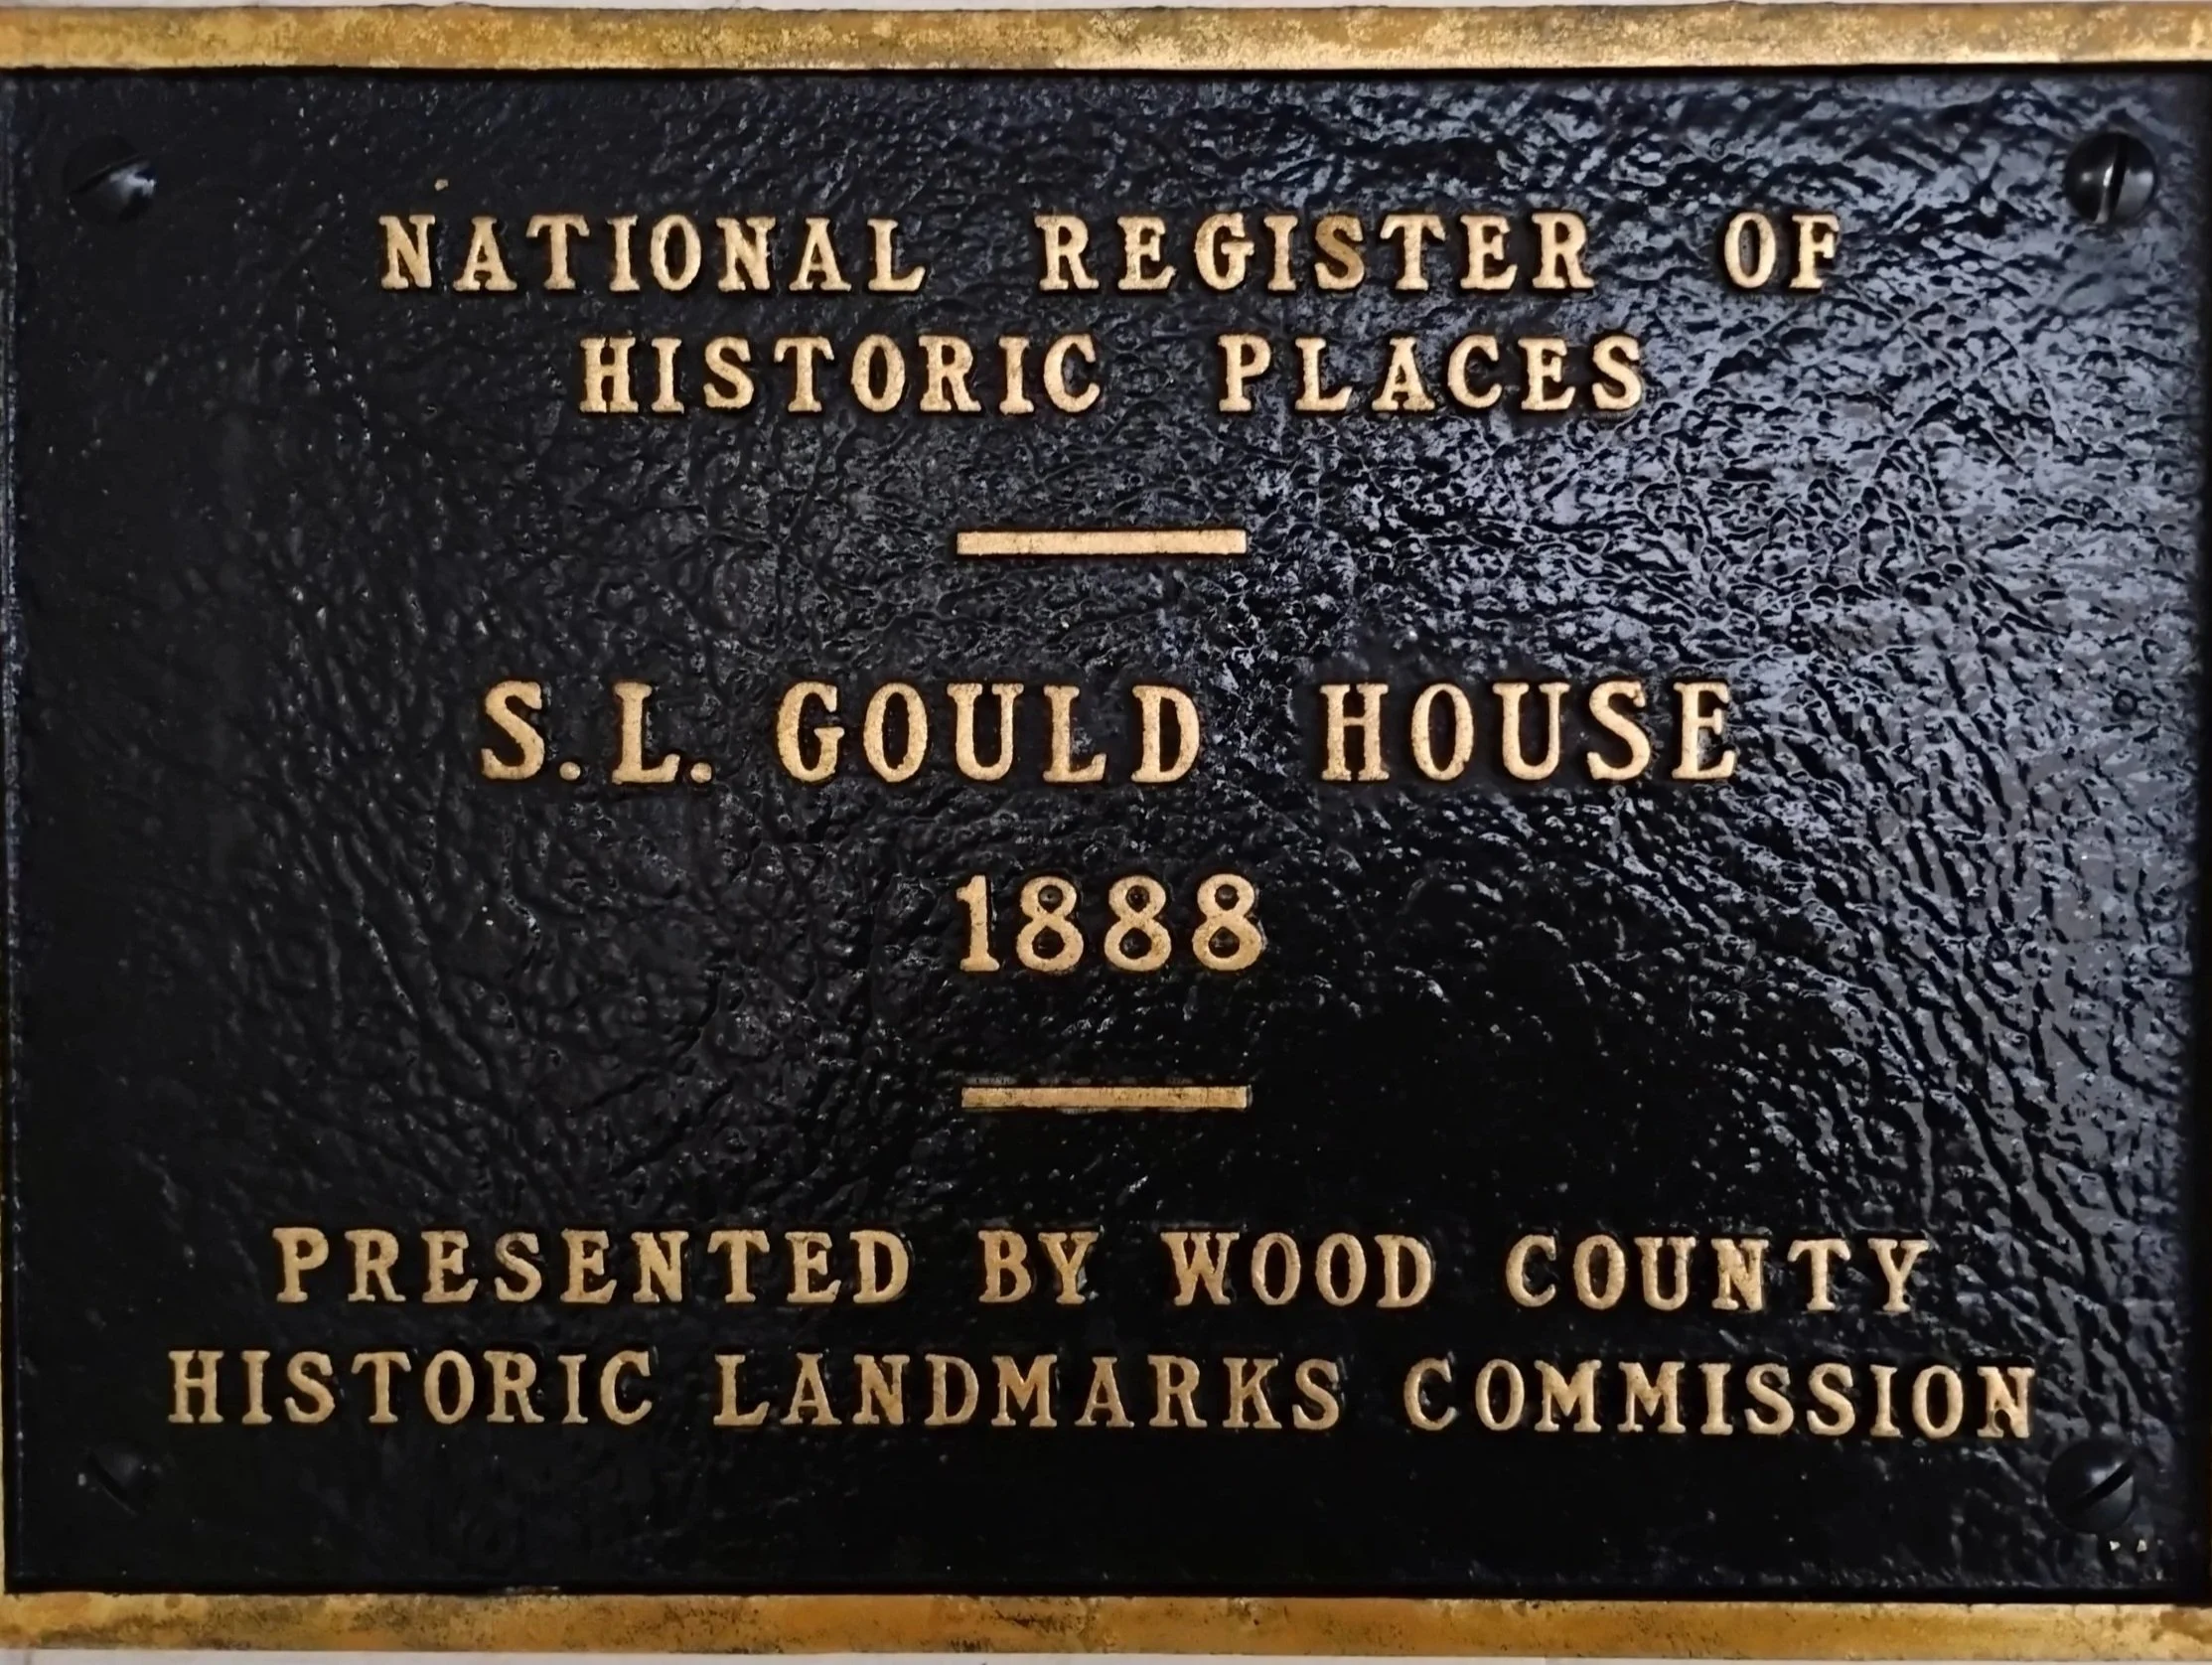 NATIONAL REGISTER OF
HISTORIC PLACES
S.L. GOULD HOUSE
1888
PRESENTED BY WOOD COUNTY
HISTORIC LANDMARKS COMMISSION